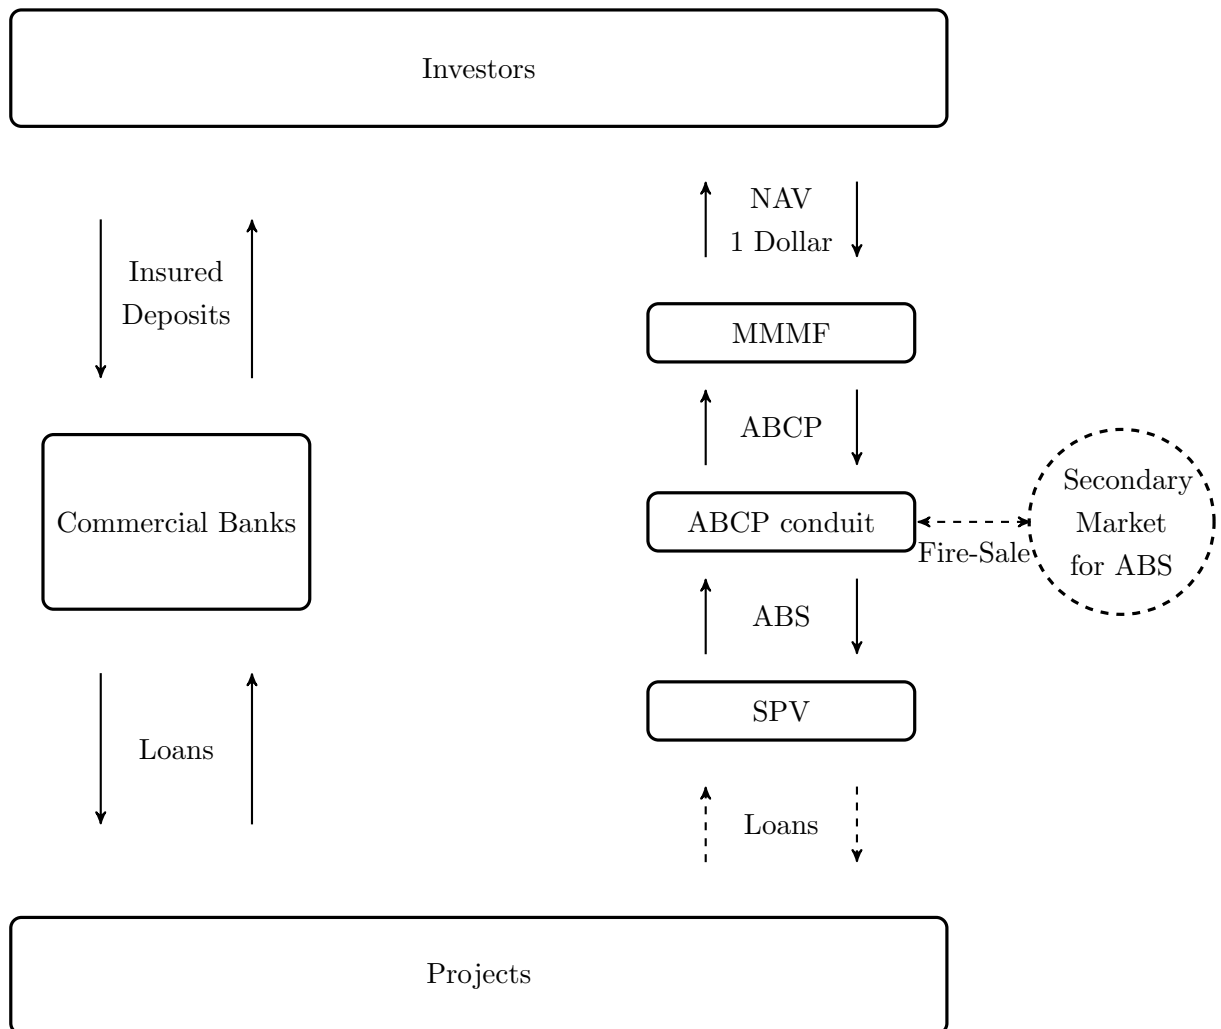 Investors
NAV
1 Dollar
Insured
Deposits
MMMF
ABCP
Commercial Banks
ABCP conduit
Fire-Sale
Secondary
Market
for ABS
ABS
SPV
Loans
Loans
Projects